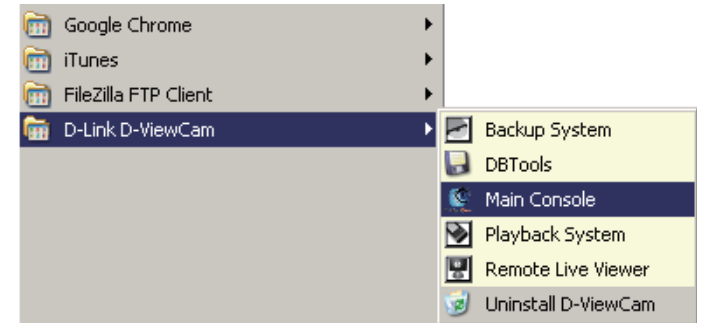 Google Chrome
iTunes
FileZilla FTP Client
D-Link D-ViewCam
Backup System
DBTools
Main Console
Playback System
Remote Live Viewer
Uninstall D-ViewCam